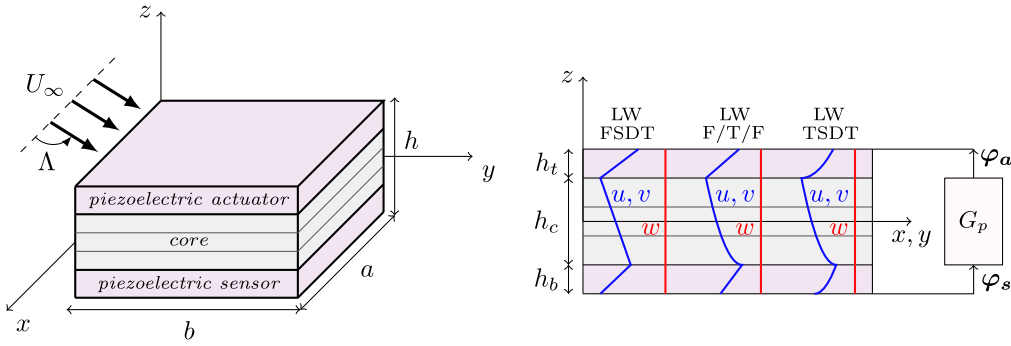 z
U∞
Λ
h
y
piezoelectric actuator
core
piezoelectric sensor
a
x
b
z
LW
FSDT
LW
F/T/F
LW
TSDT
h_t
φ_a
u, v
u, v
u, v
h_c
w
w
w
G_p
x, y
h_b
φ_s